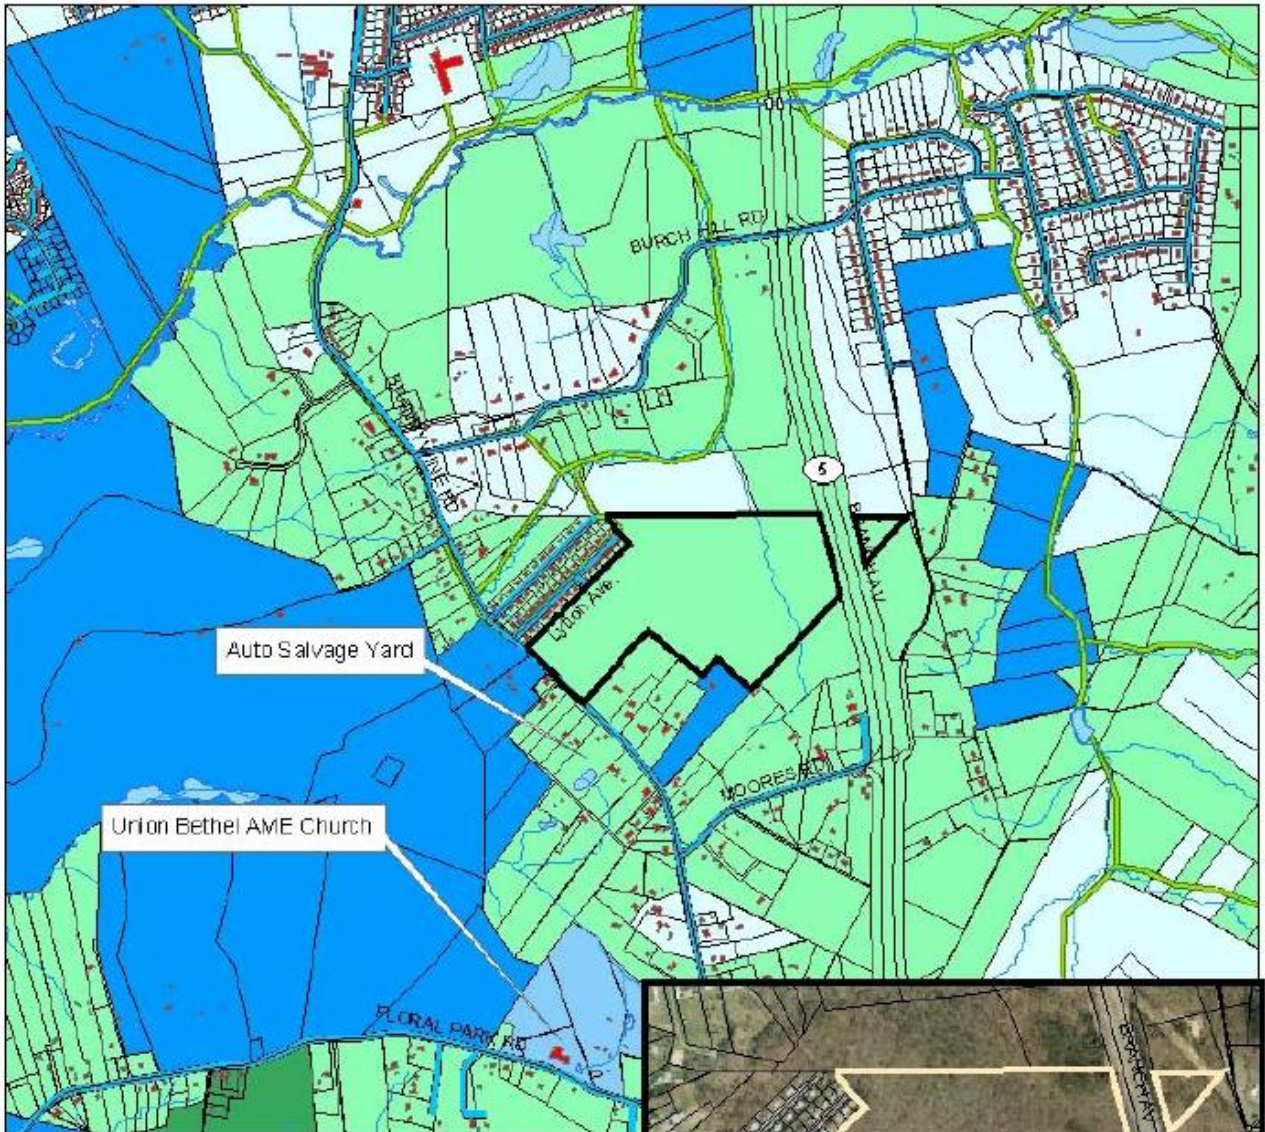 BURCH HILL RD
5
Lytton Ave.
Auto Salvage Yard
MOORES RD
Union Bethel AME Church
FLORAL PARK RD